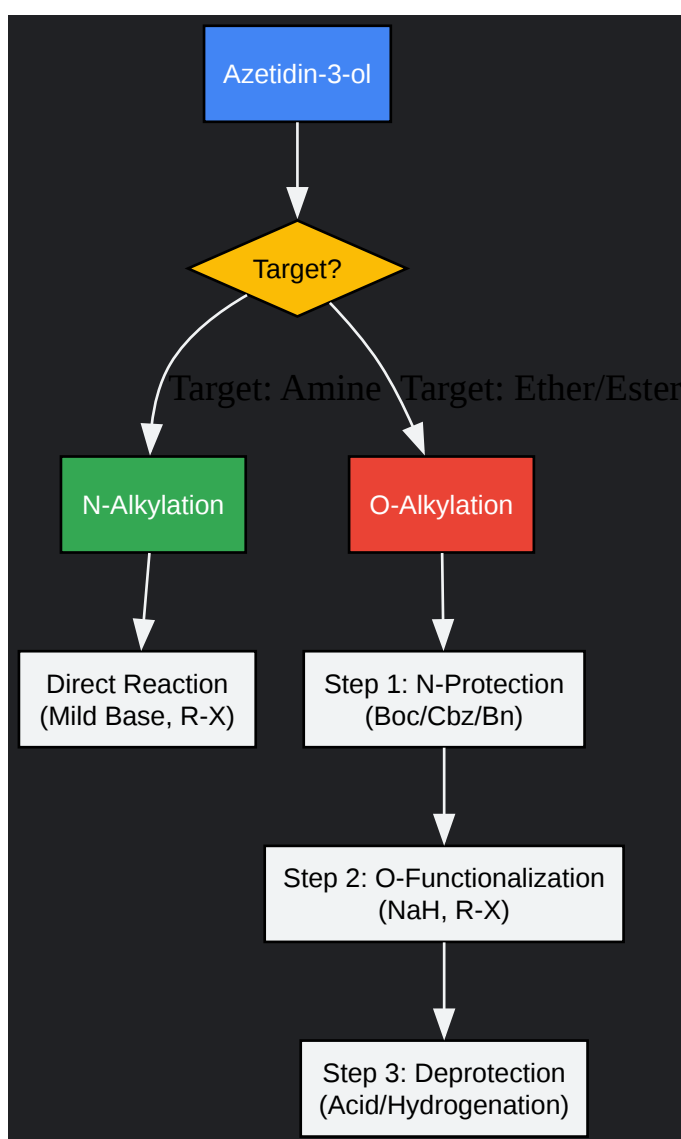 Azetidin-3-ol
Target?
Target: Amine
Target: Ether/Ester
N-Alkylation
O-Alkylation
Direct Reaction
(Mild Base, R-X)
Step 1: N-Protection
(Boc/Cbz/Bn)
Step 2: O-Functionalization
(NaH, R-X)
Step 3: Deprotection
(Acid/Hydrogenation)